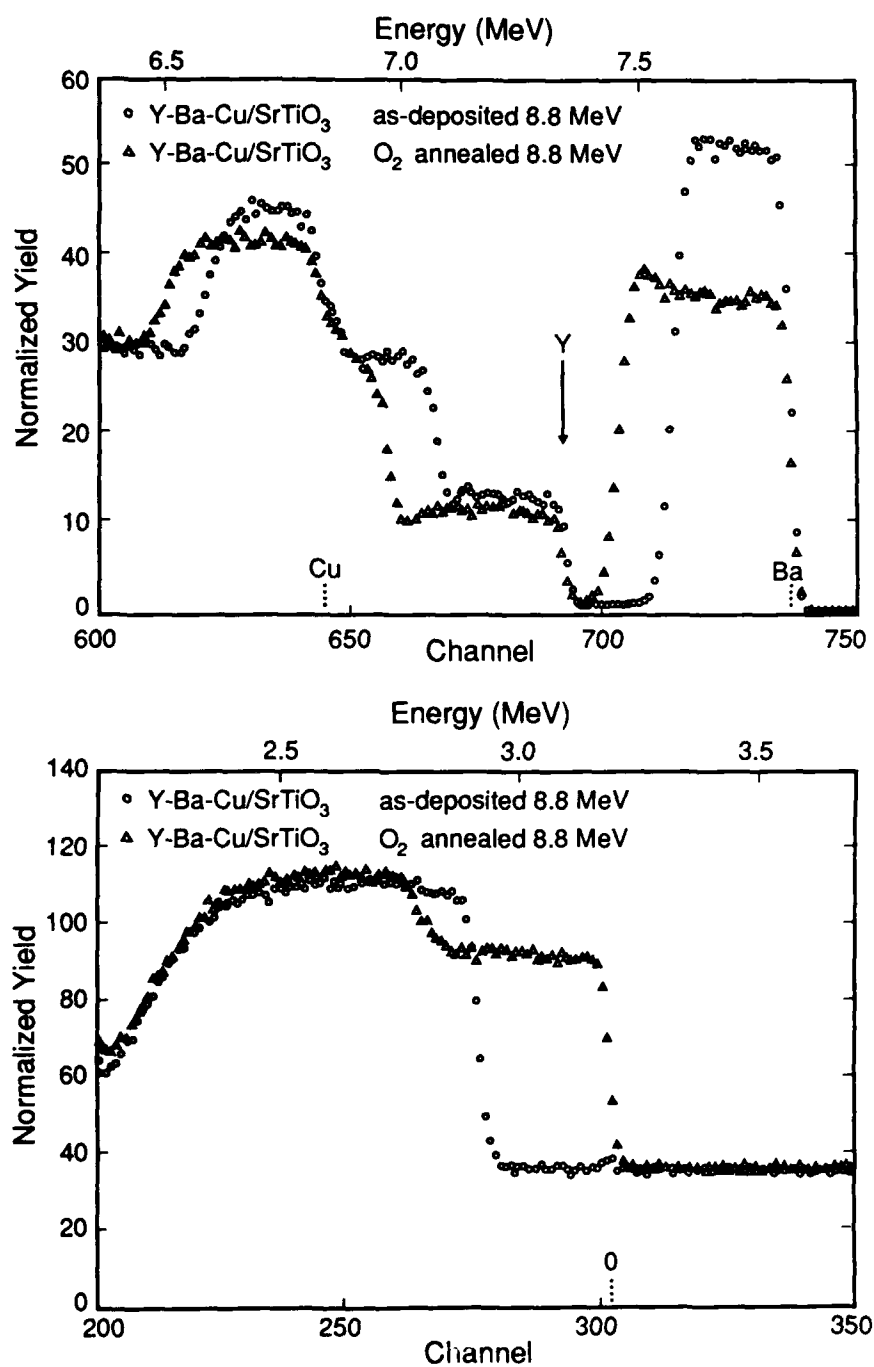 Energy (MeV)
6.5 7.0 7.5
60
50
40
30
20
10
0
Normalized Yield
Y-Ba-Cu/SrTiO3 as-deposited 8.8 MeV
Y-Ba-Cu/SrTiO3 O2 annealed 8.8 MeV
Y
Cu
Ba
600 650 700 750
Channel
Energy (MeV)
2.5 3.0 3.5
140
120
100
80
60
40
20
0
Normalized Yield
Y-Ba-Cu/SrTiO3 as-deposited 8.8 MeV
Y-Ba-Cu/SrTiO3 O2 annealed 8.8 MeV
0
200 250 300 350
Channel